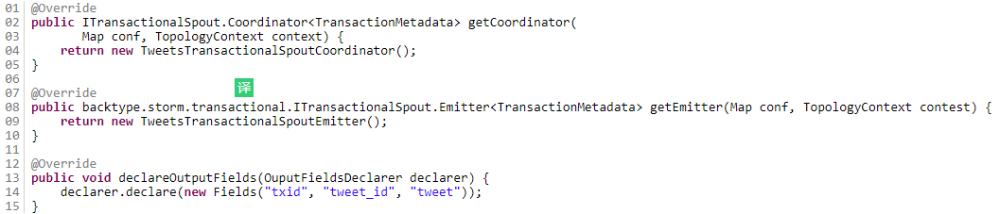 01 @Override
02 public ITransactionalSpout.Coordinator<TransactionMetadata> getCoordinator(
03        Map conf, TopologyContext context) {
04     return new TweetsTransactionalSpoutCoordinator();
05 }
06
译
07 @Override
08 public backtype.storm.transactional.ITransactionalSpout.Emitter<TransactionMetadata> getEmitter(Map conf, TopologyContext contest) {
09     return new TweetsTransactionalSpoutEmitter();
10 }
11
12 @Override
13 public void declareOutputFields(OuputFieldsDeclarer declarer) {
14     declarer.declare(new Fields("txid", "tweet_id", "tweet"));
15 }